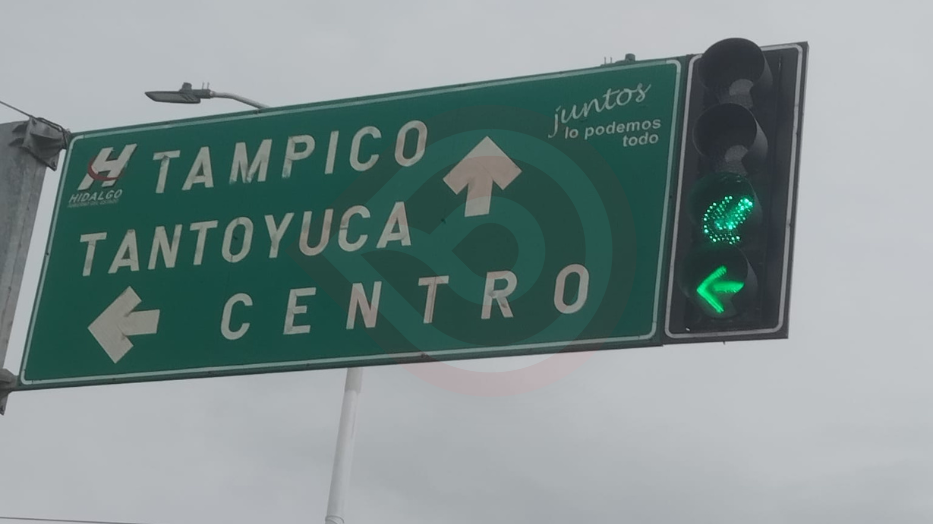 TAMPICO
TANTOYUCA
CENTRO
juntos
lo podemos
todo
H
HIDALGO